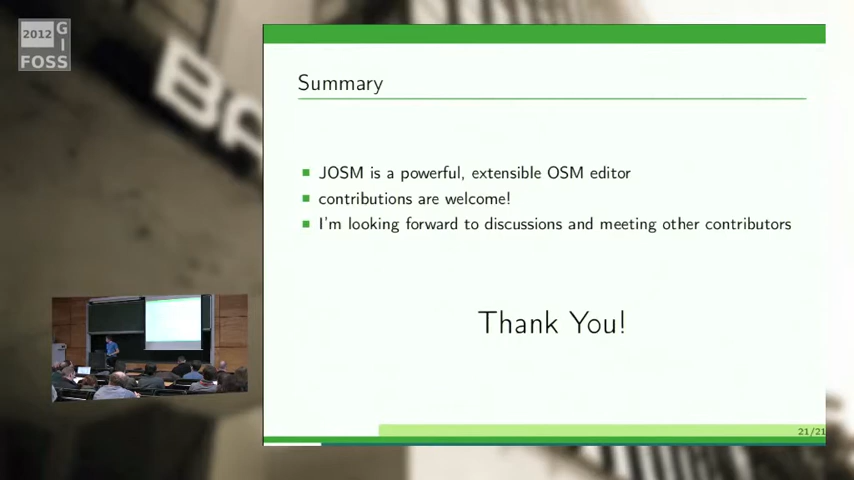 2012
G
I
FOSS
BA
Summary
JOSM is a powerful, extensible OSM editor
contributions are welcome!
I'm looking forward to discussions and meeting other contributors
Thank You!
21/21